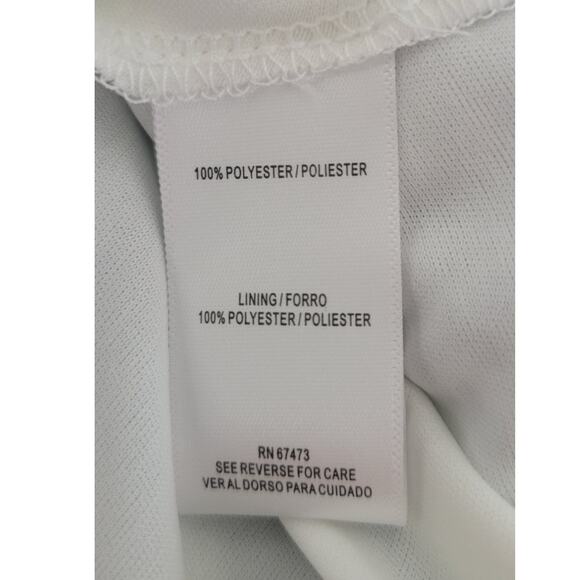 100% POLYESTER / POLIESTER
LINING / FORRO
100% POLYESTER / POLIESTER
RN 67473
SEE REVERSE FOR CARE
VER AL DORSO PARA CUIDADO